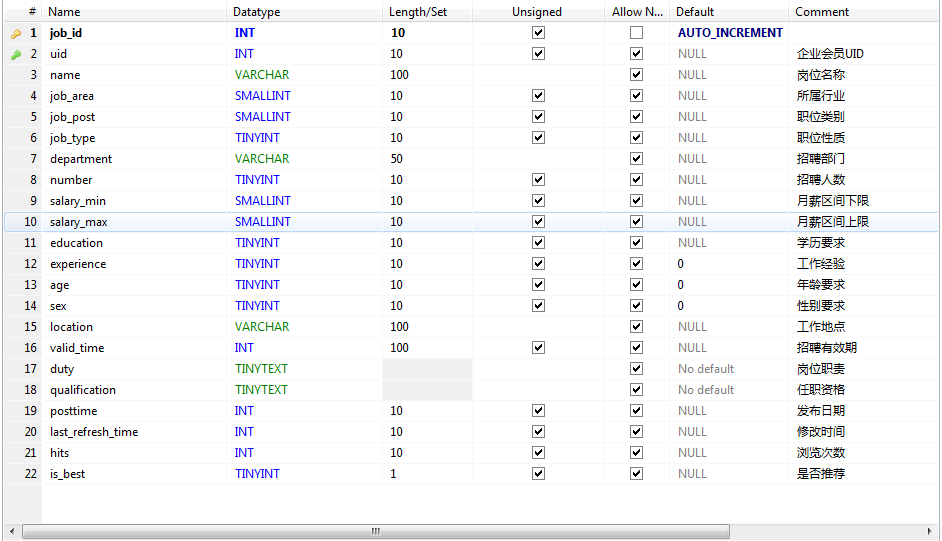 # Name Datatype Length/Set Unsigned Allow N... Default Comment
1 job_id INT 10 AUTO_INCREMENT
2 uid INT 10 NULL 企业会员UID
3 name VARCHAR 100 NULL 岗位名称
4 job_area SMALLINT 10 NULL 所属行业
5 job_post SMALLINT 10 NULL 职位类别
6 job_type TINYINT 10 NULL 职位性质
7 department VARCHAR 50 NULL 招聘部门
8 number TINYINT 10 NULL 招聘人数
9 salary_min SMALLINT 10 NULL 月薪区间下限
10 salary_max SMALLINT 10 NULL 月薪区间上限
11 education TINYINT 10 NULL 学历要求
12 experience TINYINT 10 0 工作经验
13 age TINYINT 10 0 年龄要求
14 sex TINYINT 10 0 性别要求
15 location VARCHAR 100 NULL 工作地点
16 valid_time INT 100 NULL 招聘有效期
17 duty TINYTEXT No default 岗位职责
18 qualification TINYTEXT No default 任职资格
19 posttime INT 10 NULL 发布日期
20 last_refresh_time INT 10 NULL 修改时间
21 hits INT 10 NULL 浏览次数
22 is_best TINYINT 1 NULL 是否推荐